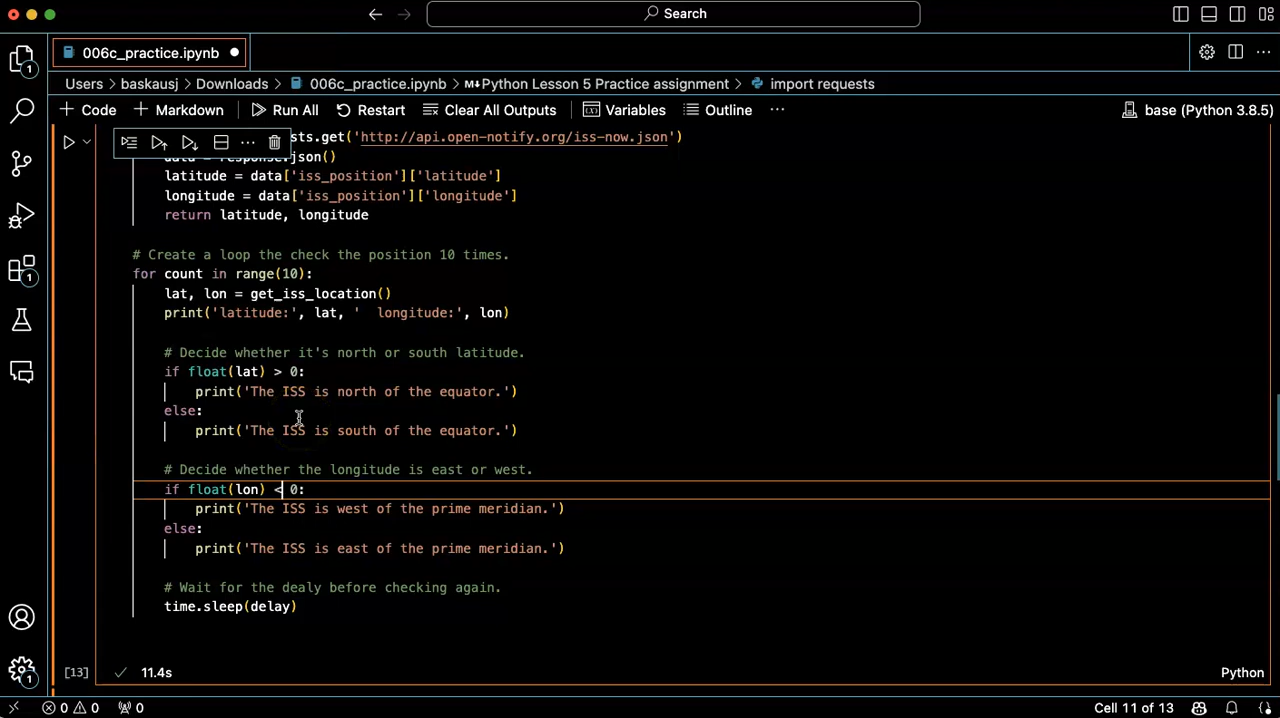 Search
006c_practice.ipynb
Users > baskausj > Downloads > 006c_practice.ipynb > M↓Python Lesson 5 Practice assignment > import requests
+ Code + Markdown Run All Restart Clear All Outputs Variables Outline ... base (Python 3.8.5)
sts.get('http://api.open-notify.org/iss-now.json')
data = response.json()
latitude = data['iss_position']['latitude']
longitude = data['iss_position']['longitude']
return latitude, longitude
# Create a loop the check the position 10 times.
for count in range(10):
lat, lon = get_iss_location()
print('latitude:', lat, '  longitude:', lon)
# Decide whether it's north or south latitude.
if float(lat) > 0:
print('The ISS is north of the equator.')
else:
print('The ISS is south of the equator.')
# Decide whether the longitude is east or west.
if float(lon) < 0:
print('The ISS is west of the prime meridian.')
else:
print('The ISS is east of the prime meridian.')
# Wait for the dealy before checking again.
time.sleep(delay)
[13] 11.4s Python
0 0 0 Cell 11 of 13
1
1
1